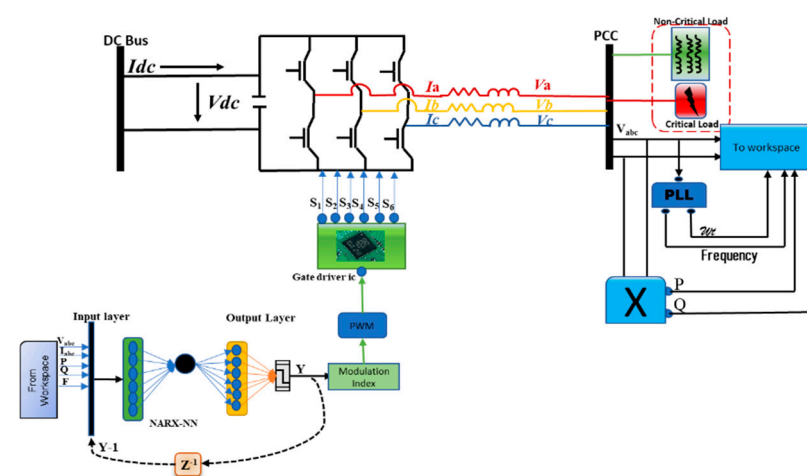 Non-Critical Load
DC Bus
PCC
Idc
Vdc
Ia
Va
Ib
Vb
Ic
Vc
Critical Load
Vabc
To workspace
PLL
Wt
Frequency
S1
S2
S3
S4
S5
S6
Gate driver ic
X
P
Q
Input layer
Output Layer
PWM
From Workspace
Vabc
Iabc
P
Q
F
Y
Modulation
Index
NARX-NN
Y-1
Z-1